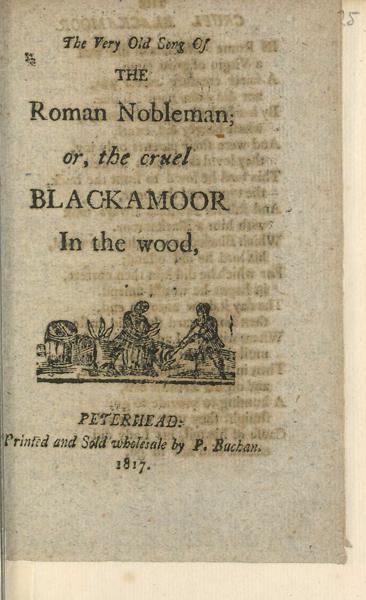 25
The Very Old Song Of
THE
Roman Nobleman;
or, the cruel
BLACKAMOOR
In the wood,
PETERHEAD:
Printed and Sold wholesale by P. Buchan.
1817.